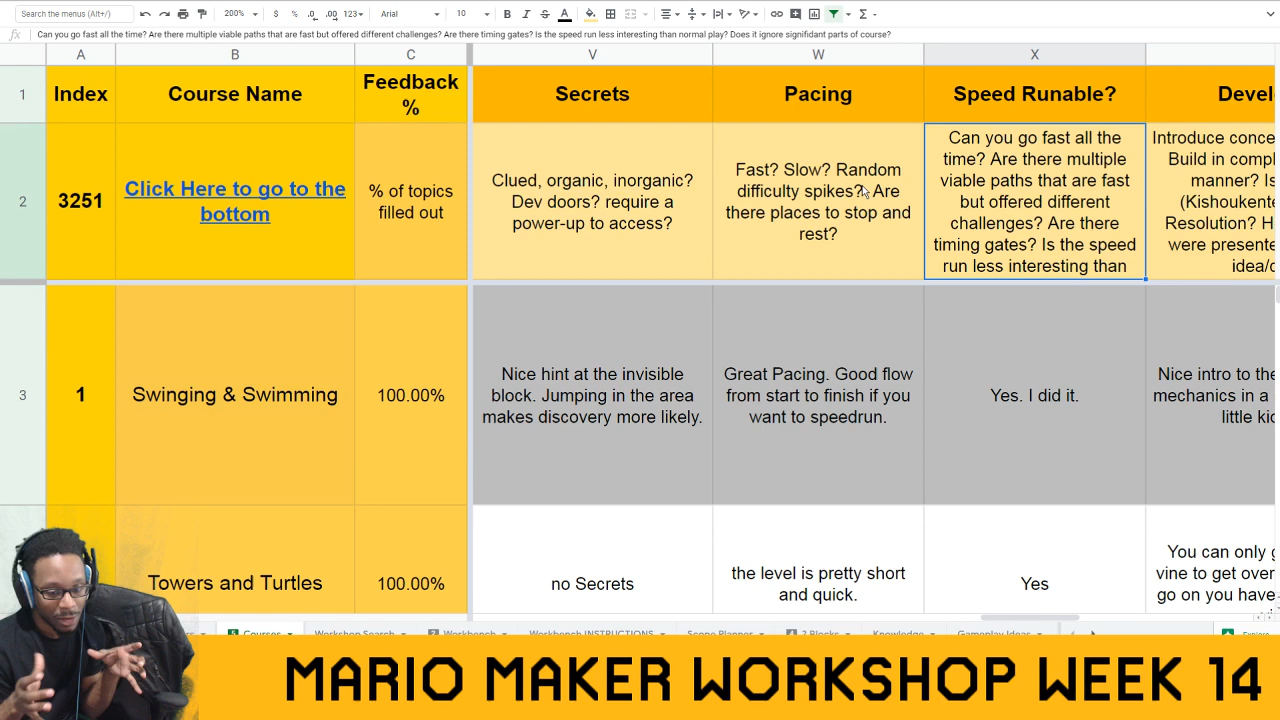 Search the menus (Alt+/)
200%
$
%
.0
.00
123
Arial
10
B
I
S
A
fx
Can you go fast all the time? Are there multiple viable paths that are fast but offered different challenges? Are there timing gates? Is the speed run less interesting than normal play? Does it ignore signifidant parts of course?
A
B
C
V
W
X
1
Index
Course Name
Feedback
%
Secrets
Pacing
Speed Runable?
Devel
2
3251
Click Here to go to the
bottom
% of topics
filled out
Clued, organic, inorganic?
Dev doors? require a
power-up to access?
Fast? Slow? Random
difficulty spikes? Are
there places to stop and
rest?
Can you go fast all the
time? Are there multiple
viable paths that are fast
but offered different
challenges? Are there
timing gates? Is the speed
run less interesting than
Introduce conce
Build in compl
manner? Is
(Kishoukente
Resolution? H
were presente
idea/c
3
1
Swinging & Swimming
100.00%
Nice hint at the invisible
block. Jumping in the area
makes discovery more likely.
Great Pacing. Good flow
from start to finish if you
want to speedrun.
Yes. I did it.
Nice intro to the
mechanics in a
little kic
Towers and Turtles
100.00%
no Secrets
the level is pretty short
and quick.
Yes
You can only g
vine to get over
go on you have
Courses
Workshop Search
Workbench
Workbench INSTRUCTIONS
Scope Planner
2 Blocks
Knowledge
Gameplay Ideas
Explore
MARIO MAKER WORKSHOP WEEK 14